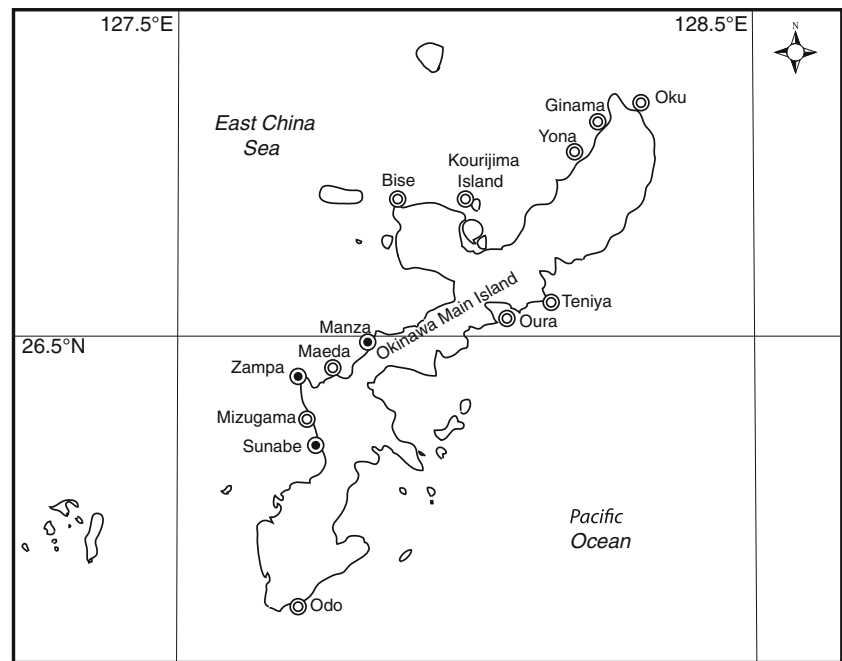 127.5°E
128.5°E
N
East China
Sea
Ginama
Oku
Yona
Kourijima
Island
Bise
Okinawa Main Island
Teniya
Oura
Manza
26.5°N
Maeda
Zampa
Mizugama
Sunabe
Pacific
Ocean
Odo